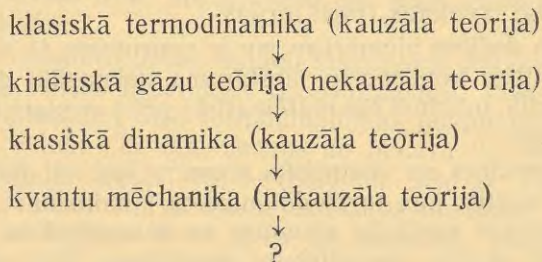 klasiskā termodinamika (kauzāla teōrija)
↓
kinētiskā gāzu teōrija (nekauzāla teōrija)
↓
klasiskā dinamika (kauzāla teōrija)
↓
kvantu mēchanika (nekauzāla teōrija)
↓
?